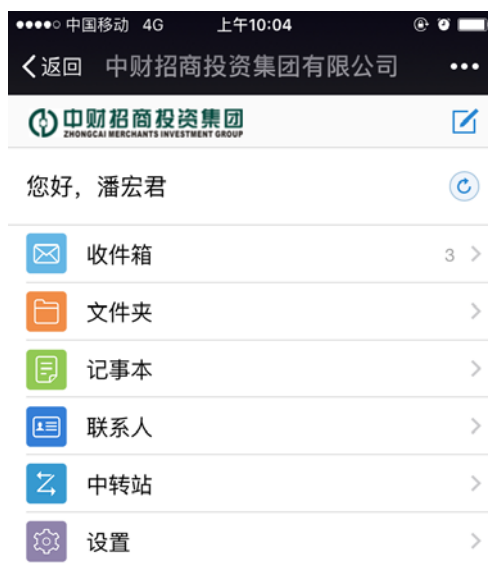 中国移动 4G 上午10:04
返回 中财招商投资集团有限公司
中财招商投资集团
ZHONGCAI MERCHANTS INVESTMENT GROUP
您好，潘宏君
收件箱 3
文件夹
记事本
联系人
中转站
设置